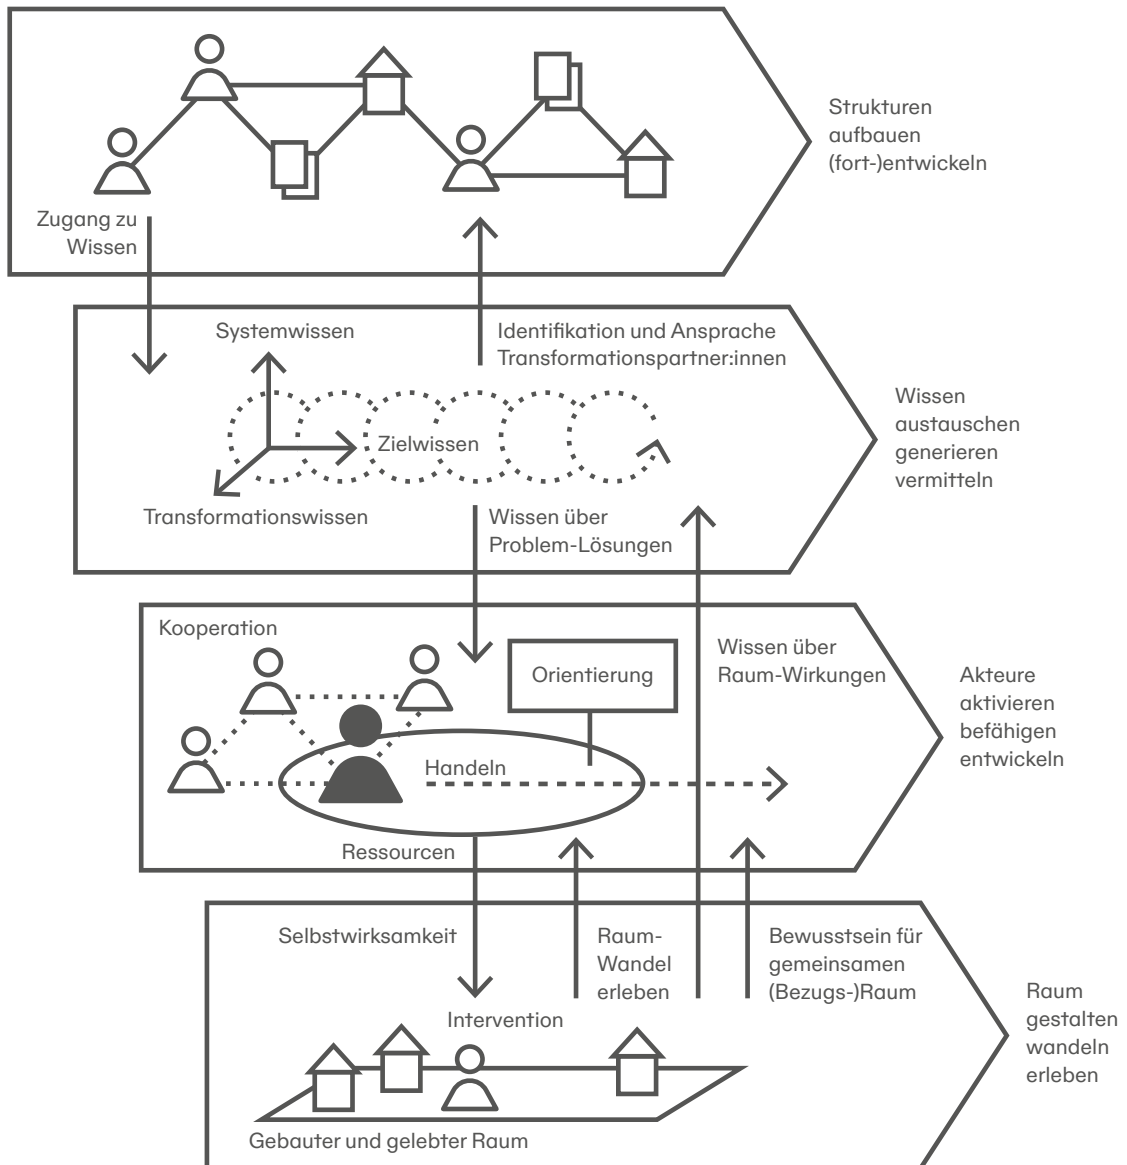 Strukturen
aufbauen
(fort-)entwickeln
Zugang zu
Wissen
Systemwissen
Identifikation und Ansprache
Transformationspartner:innen
Zielwissen
Transformationswissen
Wissen
austauschen
generieren
vermitteln
Wissen über
Problem-Lösungen
Kooperation
Orientierung
Wissen über
Raum-Wirkungen
Handeln
Ressourcen
Akteure
aktivieren
befähigen
entwickeln
Selbstwirksamkeit
Raum-
Wandel
erleben
Bewusstsein für
gemeinsamen
(Bezugs-)Raum
Intervention
Gebauter und gelebter Raum
Raum
gestalten
wandeln
erleben